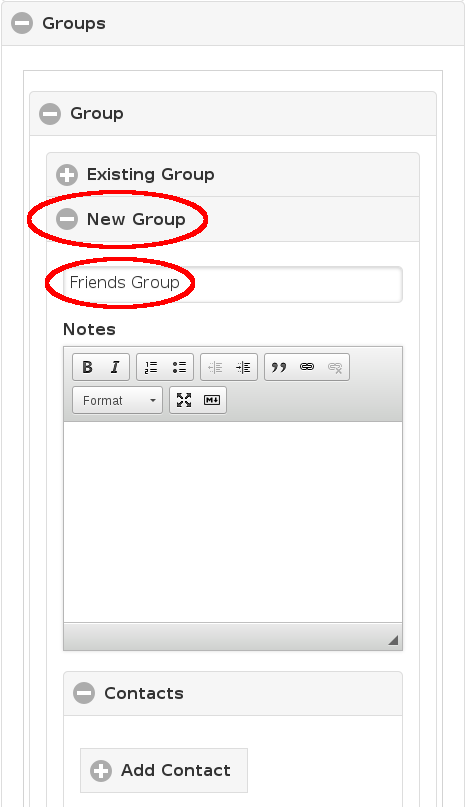 Groups
Group
Existing Group
New Group
Friends Group
Notes
B I
Format
Contacts
Add Contact